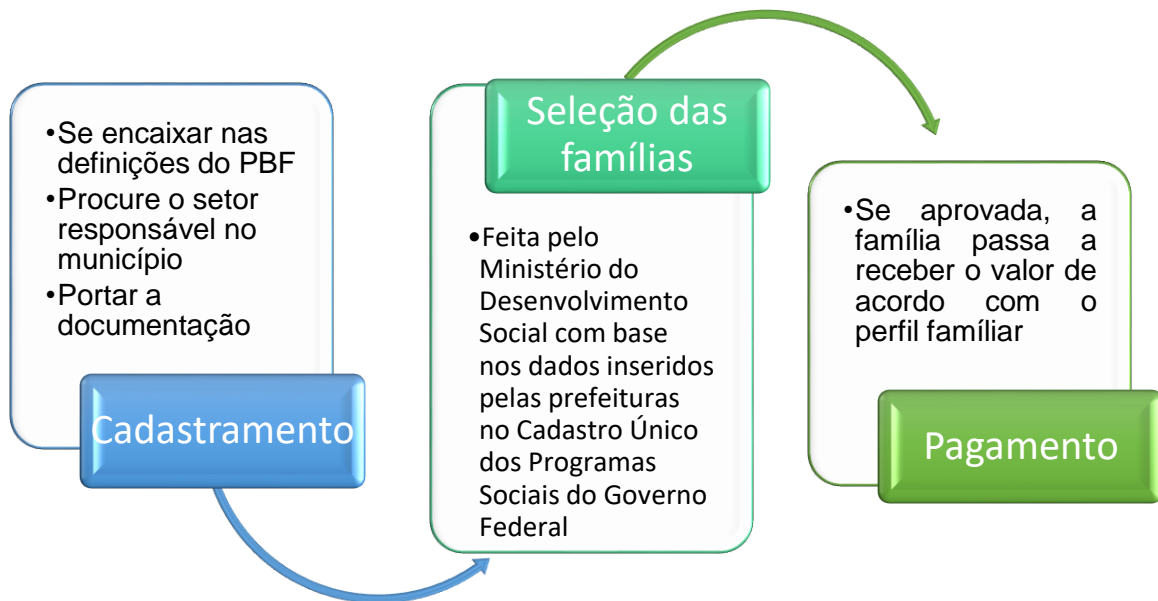 •Se encaixar nas
definições do PBF
•Procure o setor
responsável no
município
•Portar a
documentação
Cadastramento
Seleção das
famílias
•Feita pelo
Ministério do
Desenvolvimento
Social com base
nos dados inseridos
pelas prefeituras
no Cadastro Único
dos Programas
Sociais do Governo
Federal
•Se aprovada, a
família passa a
receber o valor de
acordo com o
perfil famíliar
Pagamento